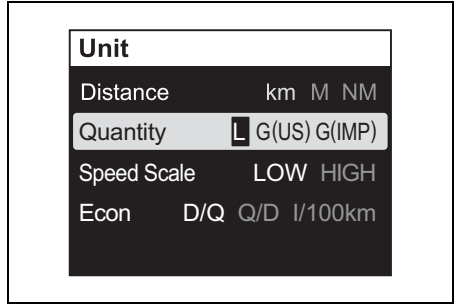 Unit
Distance km M NM
Quantity L G(US) G(IMP)
Speed Scale LOW HIGH
Econ D/Q Q/D l/100km